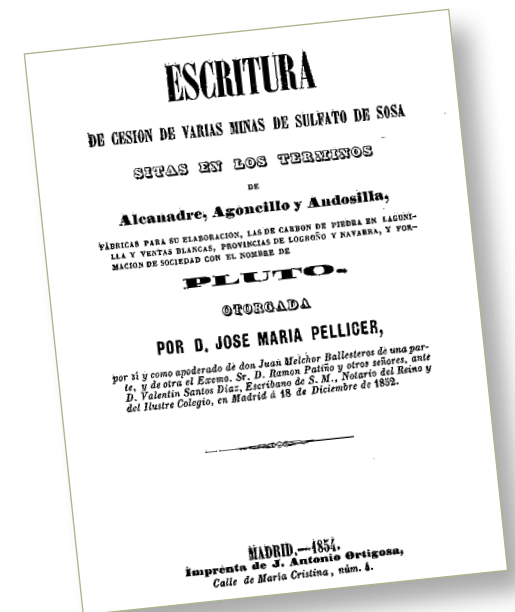 ESCRITURA
DE CESION DE VARIAS MINAS DE SULFATO DE SOSA
SITAS EN LOS TERMINOS
DE
Alcanadre, Agoncillo y Andosilla,
FÁBRICAS PARA SU ELABORACION, LAS DE CARBON DE PIEDRA EN LAGUNI-
LLA Y VENTAS BLANCAS, PROVINCIAS DE LOGROÑO Y NAVARRA, Y FOR-
MACION DE SOCIEDAD CON EL NOMBRE DE
PLUTO.
OTORGADA
POR D. JOSE MARIA PELLICER,
por sí y como apoderado de don Juan Melchor Ballesteros de una par-
te, y de otra el Excmo. Sr. D. Ramon Patiño y otros señores, ante
D. Valentin Santos Diaz, Escribano de S. M., Notario del Reino y
del Ilustre Colegio, en Madrid á 18 de Diciembre de 1852.
MADRID.—1854.
Imprenta de J. Antonio Ortigosa,
Calle de María Cristina, núm. 4.